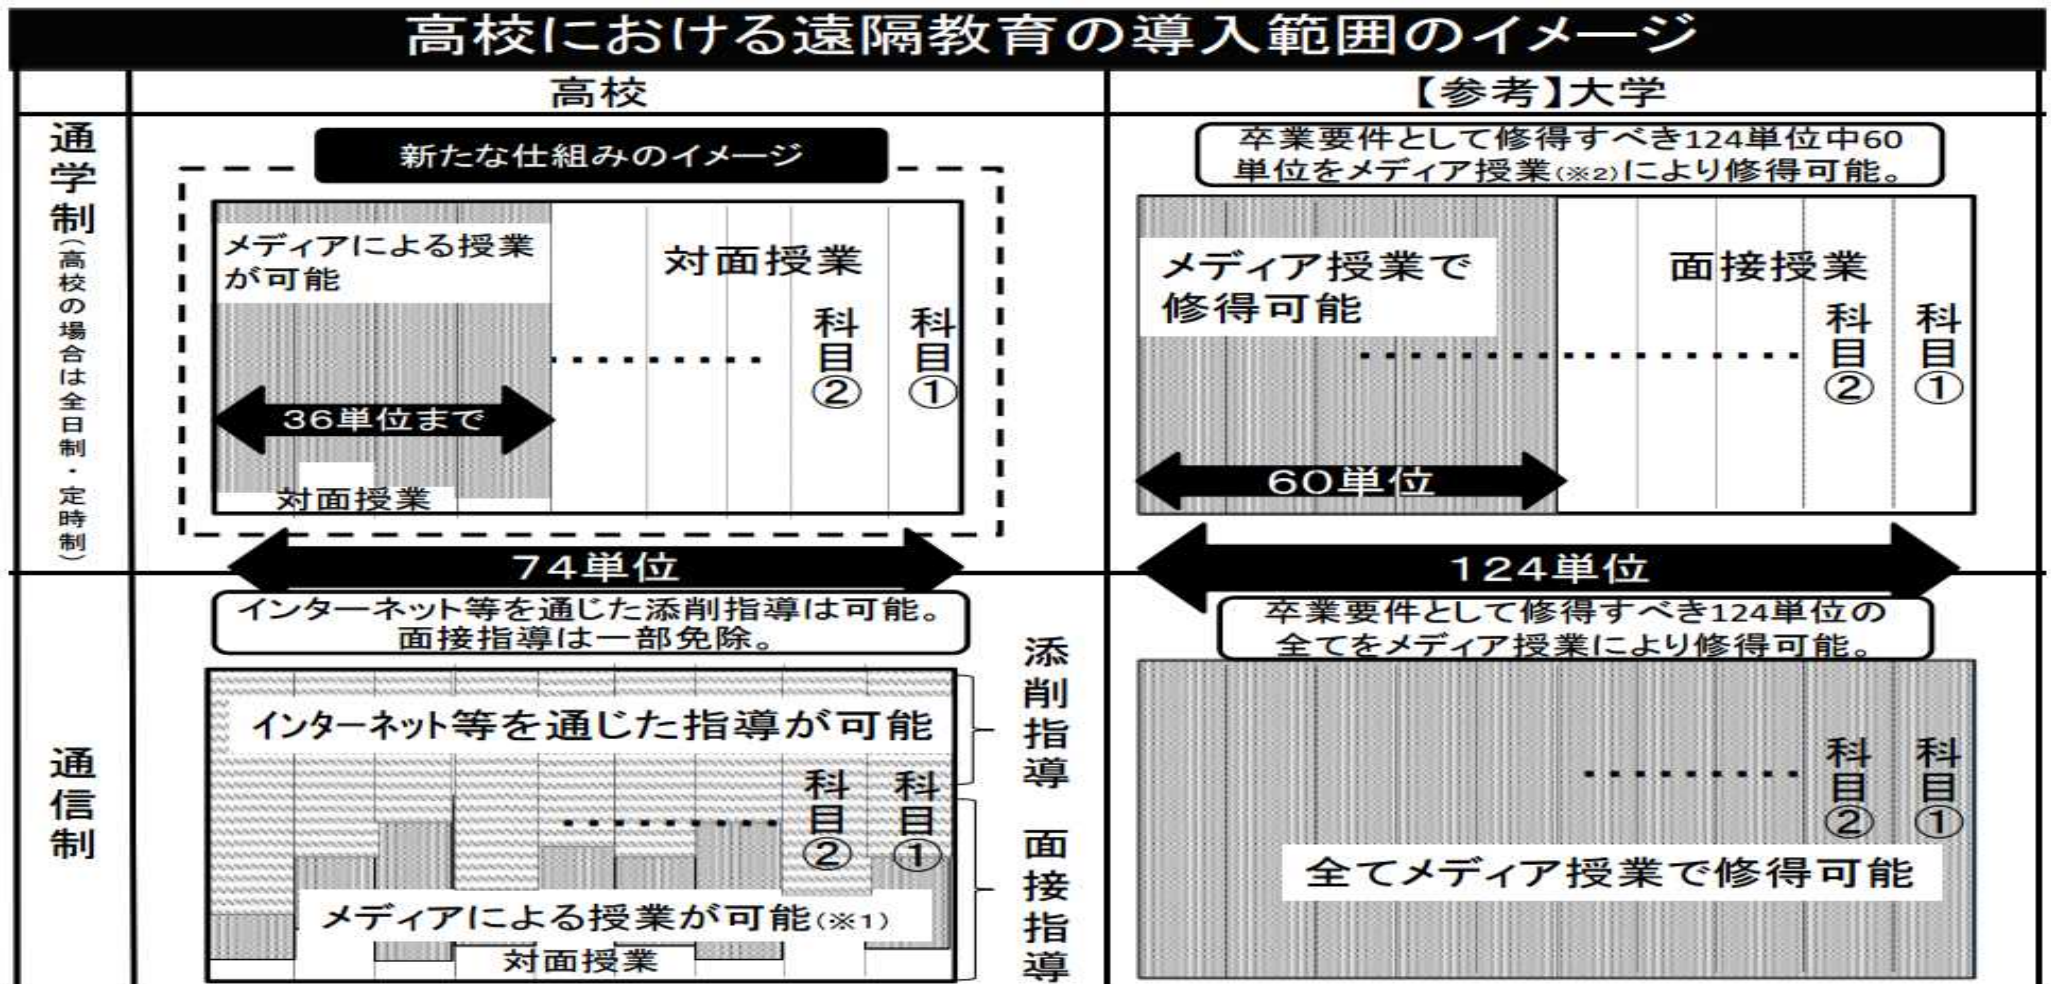 高校における遠隔教育の導入範囲のイメージ
高校
【参考】大学
通学制(高校の場合は全日制・定時制)
新たな仕組みのイメージ
メディアによる授業
が可能
対面授業
科目②
科目①
36単位まで
対面授業
74単位
卒業要件として修得すべき124単位中60
単位をメディア授業(※2)により修得可能。
メディア授業で
修得可能
面接授業
科目②
科目①
60単位
124単位
通信制
インターネット等を通じた添削指導は可能。
面接指導は一部免除。
インターネット等を通じた指導が可能
科目②
科目①
メディアによる授業が可能(※1)
対面授業
添削指導
面接指導
卒業要件として修得すべき124単位の
全てをメディア授業により修得可能。
科目②
科目①
全てメディア授業で修得可能